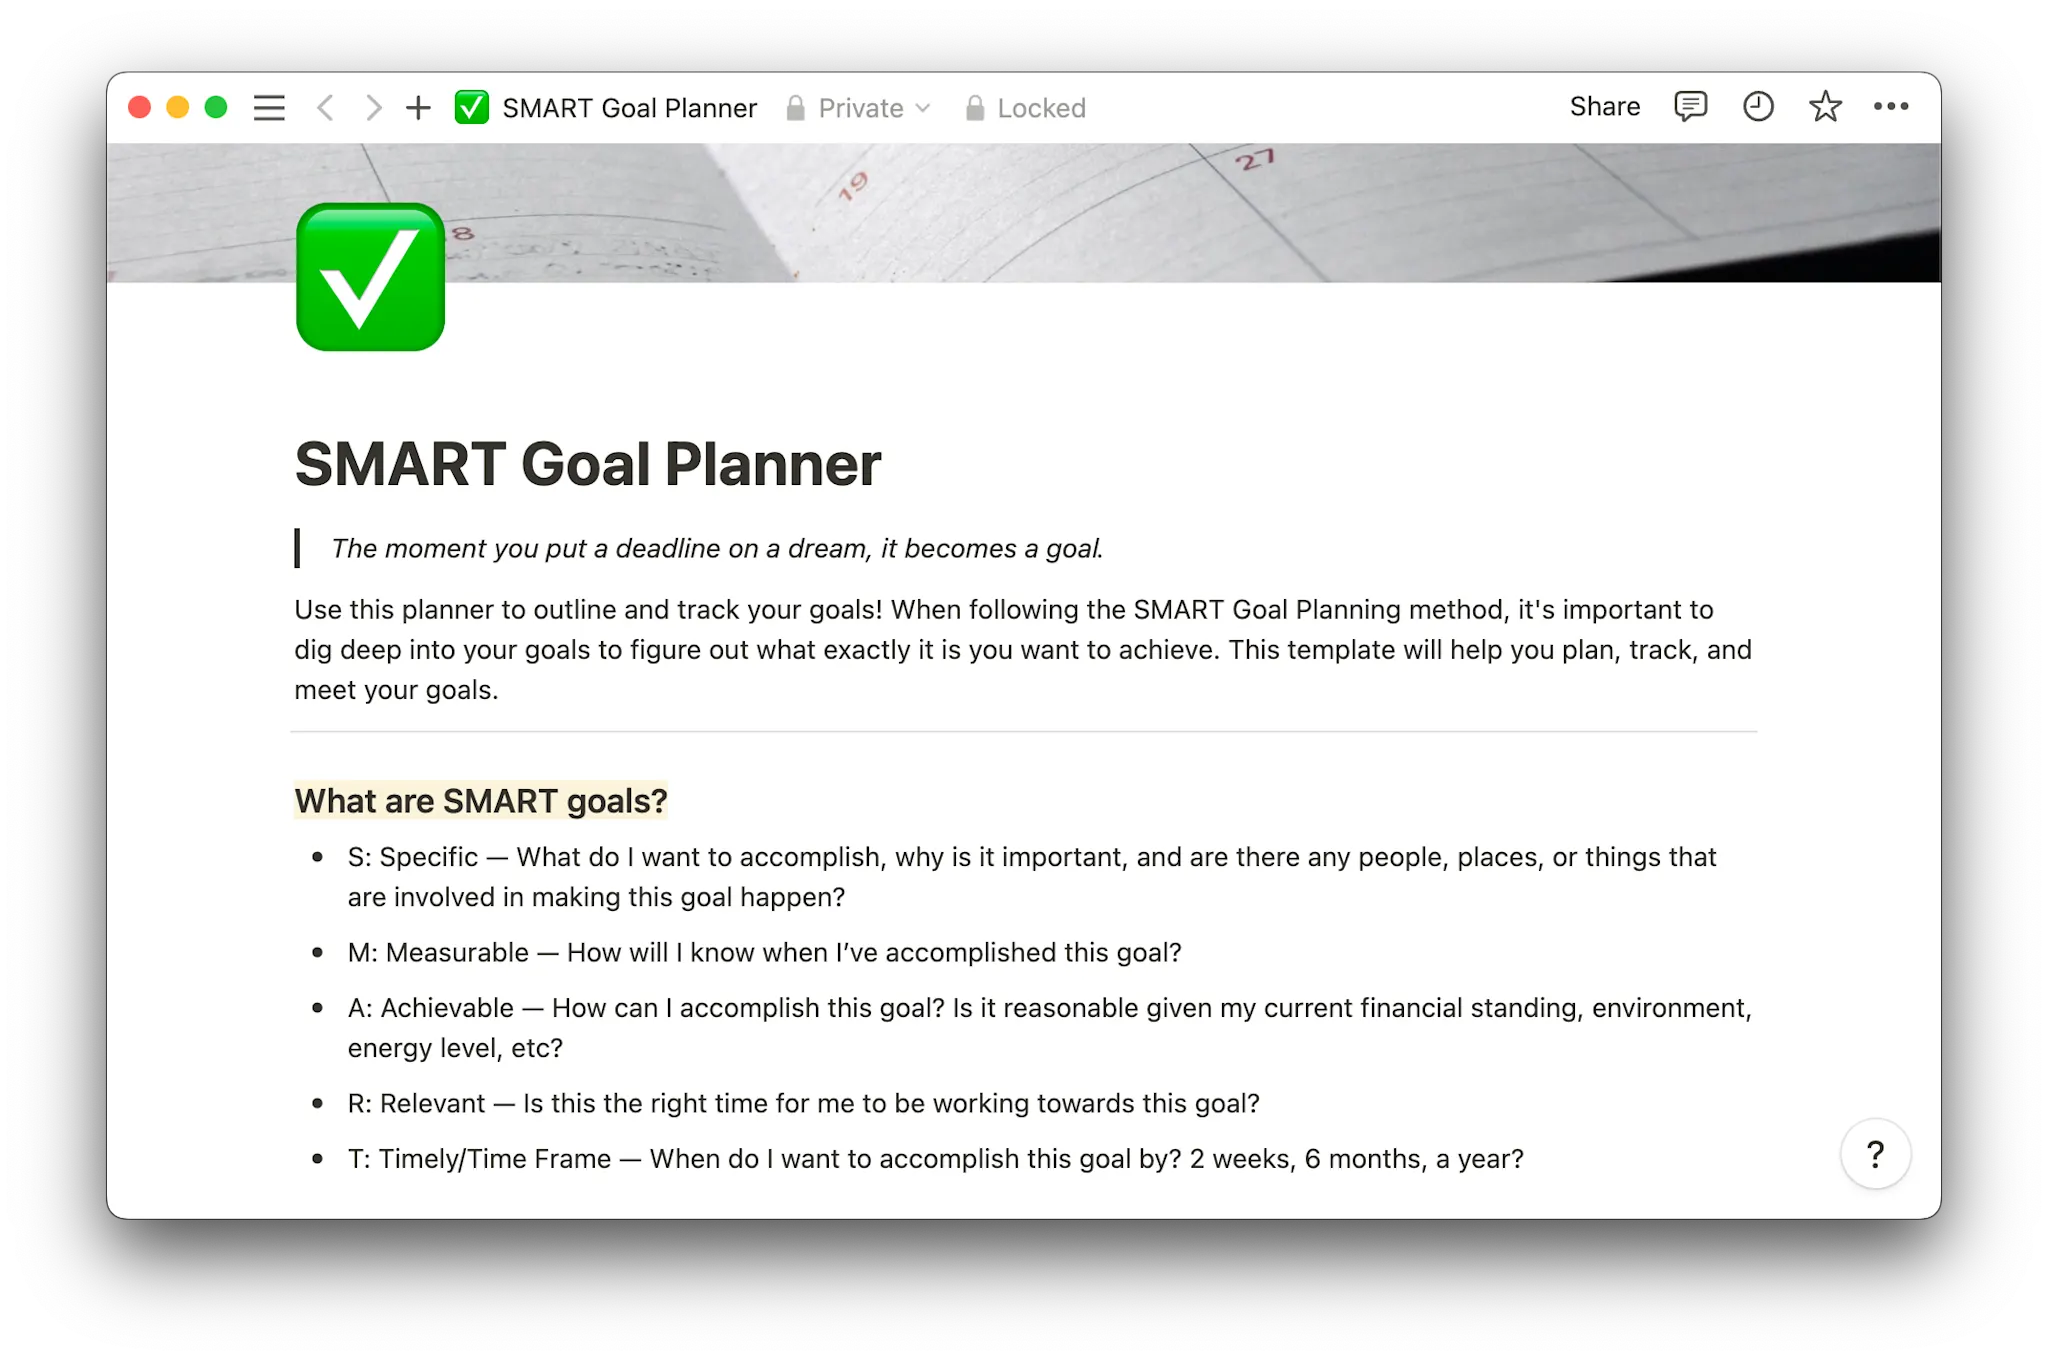 SMART Goal Planner Private Locked Share
19 27
8
SMART Goal Planner
The moment you put a deadline on a dream, it becomes a goal.
Use this planner to outline and track your goals! When following the SMART Goal Planning method, it's important to
dig deep into your goals to figure out what exactly it is you want to achieve. This template will help you plan, track, and
meet your goals.
What are SMART goals?
• S: Specific — What do I want to accomplish, why is it important, and are there any people, places, or things that
are involved in making this goal happen?
• M: Measurable — How will I know when I’ve accomplished this goal?
• A: Achievable — How can I accomplish this goal? Is it reasonable given my current financial standing, environment,
energy level, etc?
• R: Relevant — Is this the right time for me to be working towards this goal?
• T: Timely/Time Frame — When do I want to accomplish this goal by? 2 weeks, 6 months, a year?
?